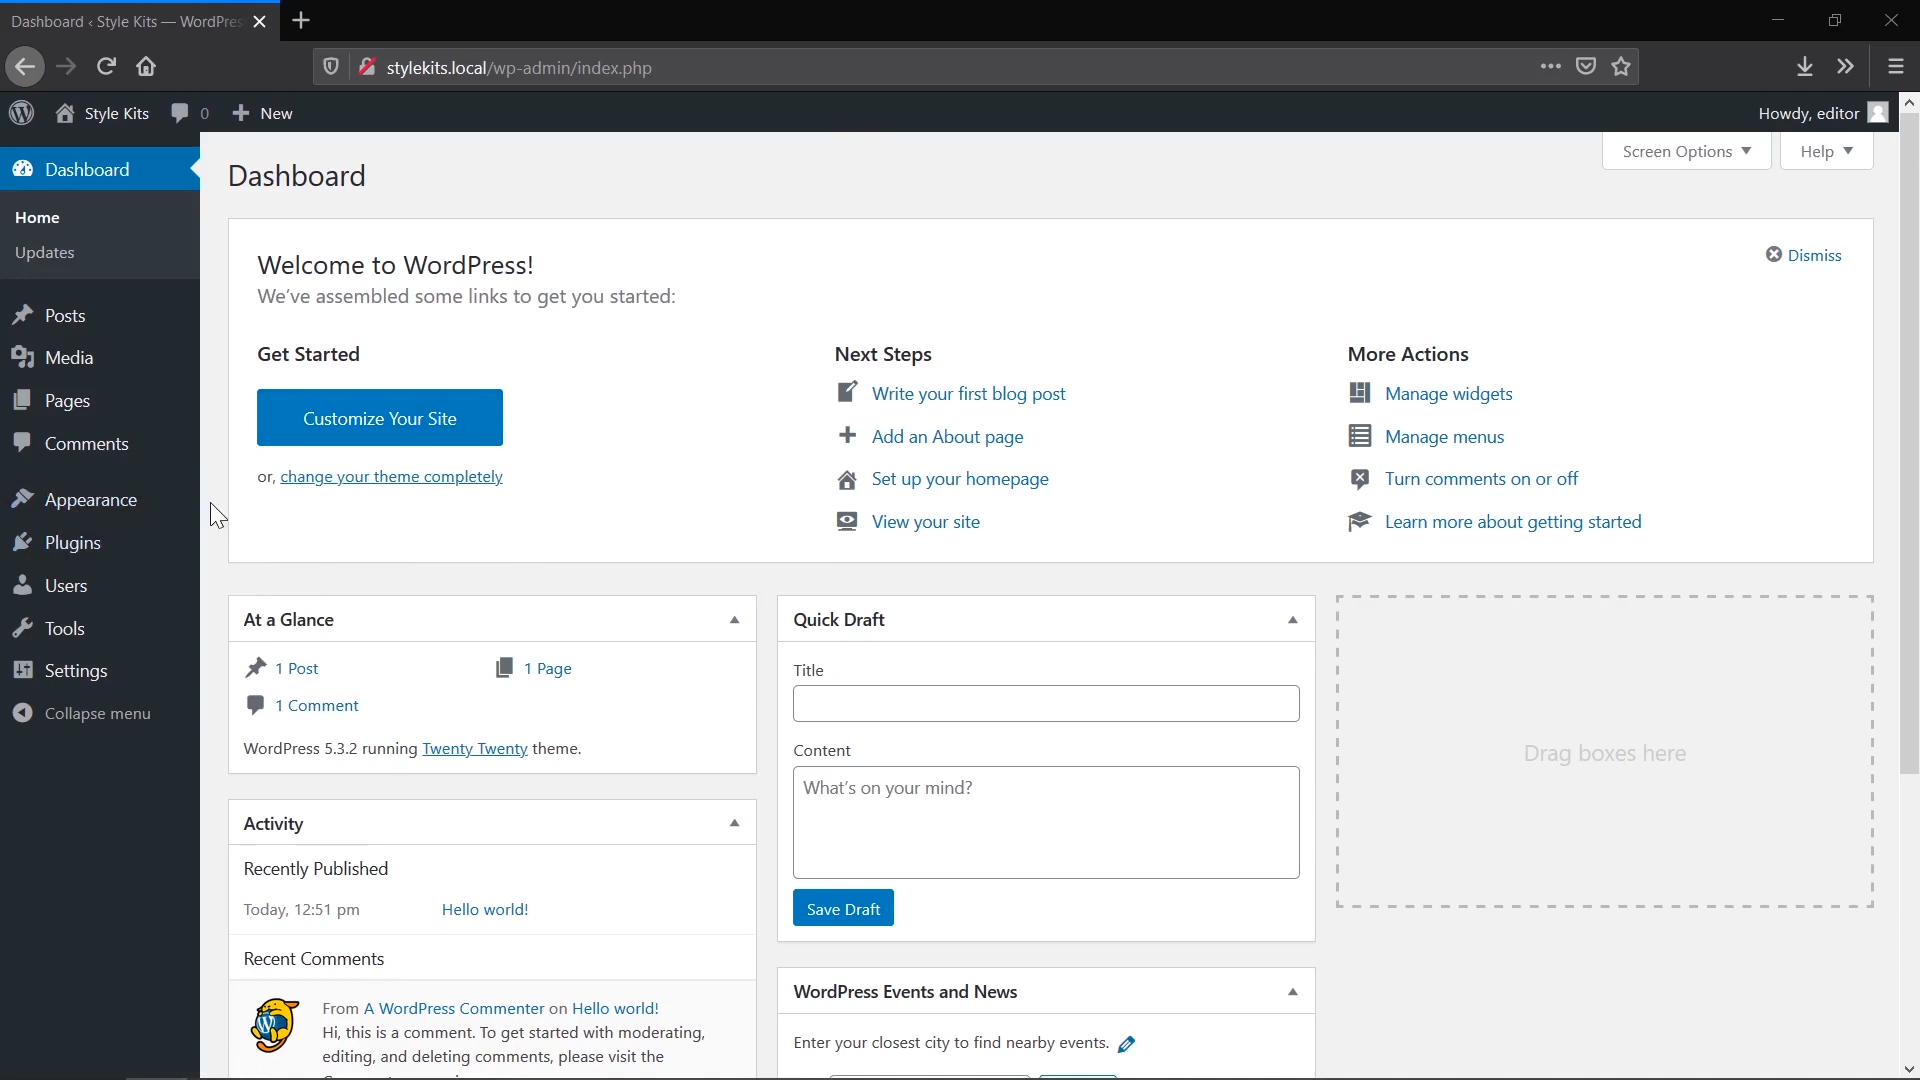 Dashboard ‹ Style Kits — WordPres
stylekits.local/wp-admin/index.php
Style Kits 0 New
Howdy, editor
Dashboard
Home
Updates
Posts
Media
Pages
Comments
Appearance
Plugins
Users
Tools
Settings
Collapse menu
Screen Options
Help
Dashboard
Welcome to WordPress!
We've assembled some links to get you started:
Dismiss
Get Started
Customize Your Site
or, change your theme completely
Next Steps
Write your first blog post
Add an About page
Set up your homepage
View your site
More Actions
Manage widgets
Manage menus
Turn comments on or off
Learn more about getting started
At a Glance
1 Post
1 Page
1 Comment
WordPress 5.3.2 running Twenty Twenty theme.
Activity
Recently Published
Today, 12:51 pm Hello world!
Recent Comments
From A WordPress Commenter on Hello world!
Hi, this is a comment. To get started with moderating,
editing, and deleting comments, please visit the
Quick Draft
Title
Content
What's on your mind?
Save Draft
WordPress Events and News
Enter your closest city to find nearby events.
Drag boxes here